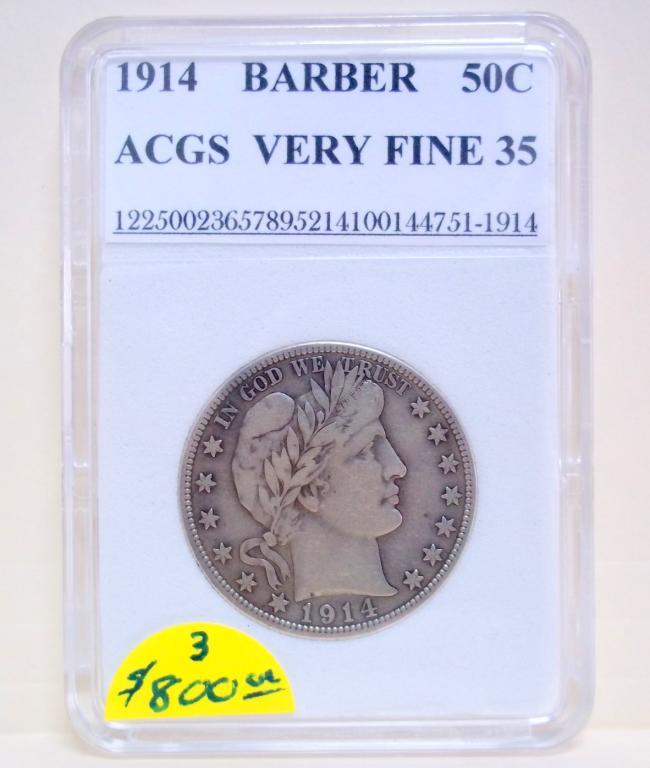 1914 BARBER 50C
ACGS VERY FINE 35
12250023657895214100144751-1914
IN GOD WE TRUST
1914
3
$800